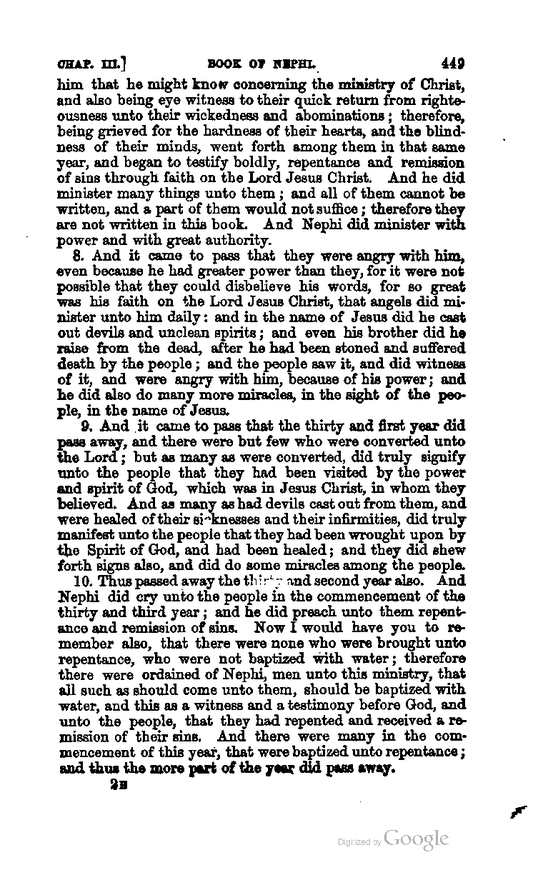 CHAP. III.] BOOK OF NEPHI. 449
him that he might know concerning the ministry of Christ,
and also being eye witness to their quick return from righte-
ousness unto their wickedness and abominations; therefore,
being grieved for the hardness of their hearts, and the blind-
ness of their minds, went forth among them in that same
year, and began to testify boldly, repentance and remission
of sins through faith on the Lord Jesus Christ. And he did
minister many things unto them; and all of them cannot be
written, and a part of them would not suffice; therefore they
are not written in this book. And Nephi did minister with
power and with great authority.
8. And it came to pass that they were angry with him,
even because he had greater power than they, for it were not
possible that they could disbelieve his words, for so great
was his faith on the Lord Jesus Christ, that angels did mi-
nister unto him daily: and in the name of Jesus did he cast
out devils and unclean spirits; and even his brother did he
raise from the dead, after he had been stoned and suffered
death by the people; and the people saw it, and did witness
of it, and were angry with him, because of his power; and
he did also do many more miracles, in the sight of the peo-
ple, in the name of Jesus.
9. And it came to pass that the thirty and first year did
pass away, and there were but few who were converted unto
the Lord; but as many as were converted, did truly signify
unto the people that they had been visited by the power
and spirit of God, which was in Jesus Christ, in whom they
believed. And as many as had devils cast out from them, and
were healed of their sicknesses and their infirmities, did truly
manifest unto the people that they had been wrought upon by
the Spirit of God, and had been healed; and they did shew
forth signs also, and did do some miracles among the people.
10. Thus passed away the thirty and second year also. And
Nephi did cry unto the people in the commencement of the
thirty and third year; and he did preach unto them repent-
ance and remission of sins. Now I would have you to re-
member also, that there were none who were brought unto
repentance, who were not baptized with water; therefore
there were ordained of Nephi, men unto this ministry, that
all such as should come unto them, should be baptized with
water, and this as a witness and a testimony before God, and
unto the people, that they had repented and received a re-
mission of their sins. And there were many in the com-
mencement of this year, that were baptized unto repentance;
and thus the more part of the year did pass away.
2H
Digitized by Google